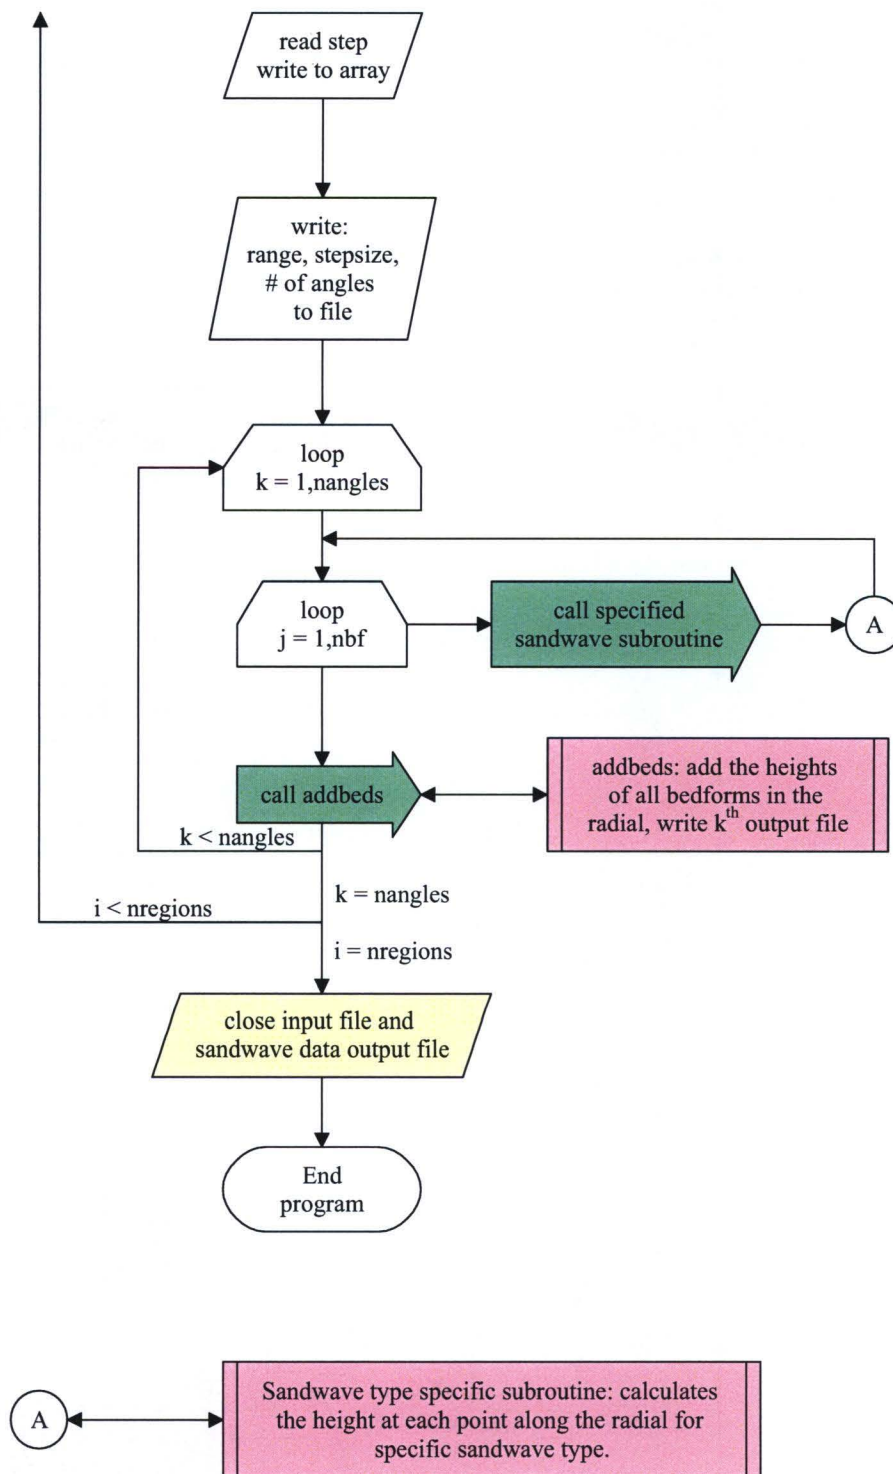 read step
write to array
write:
range, stepsize,
# of angles
to file
loop
k = 1,nangles
loop
j = 1,nbf
call specified
sandwave subroutine
A
call addbeds
addbeds: add the heights
of all bedforms in the
radial, write kth output file
k < nangles
k = nangles
i < nregions
i = nregions
close input file and
sandwave data output file
End
program
A
Sandwave type specific subroutine: calculates
the height at each point along the radial for
specific sandwave type.